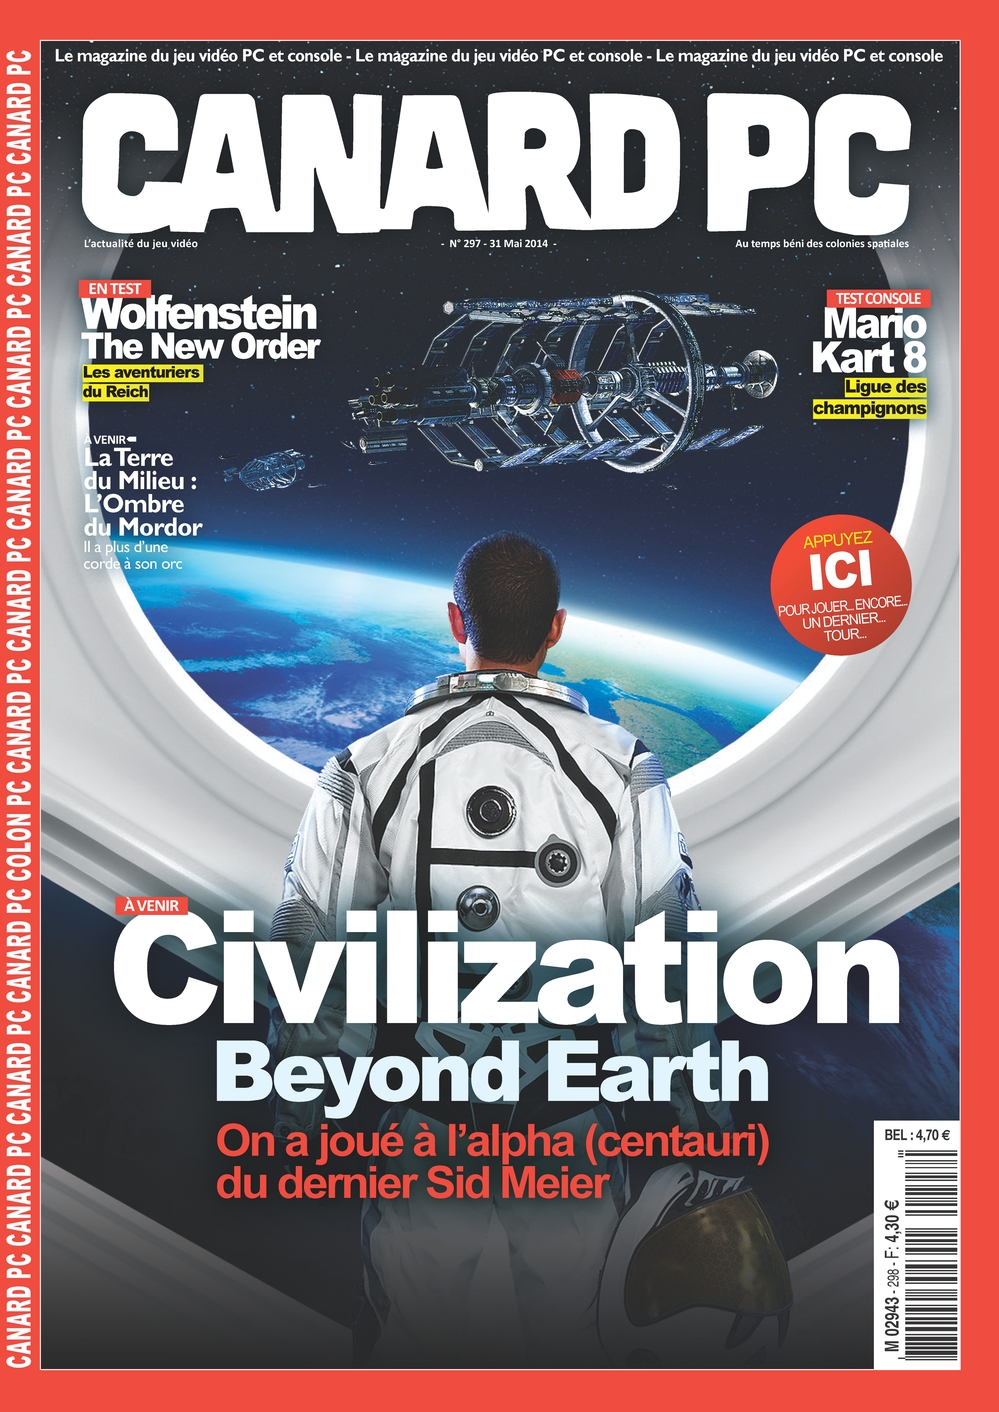 Le magazine du jeu vidéo PC et console - Le magazine du jeu vidéo PC et console - Le magazine du jeu vidéo PC et console
CANARD PC
L'actualité du jeu vidéo
- N° 297 - 31 Mai 2014 -
Au temps béni des colonies spatiales
EN TEST
Wolfenstein
The New Order
Les aventuriers
du Reich
TEST CONSOLE
Mario
Kart 8
Ligue des
champignons
À VENIR
La Terre
du Milieu :
L'Ombre
du Mordor
Il a plus d'une
corde à son orc
APPUYEZ
ICI
POUR JOUER... ENCORE...
UN DERNIER...
TOUR...
À VENIR
Civilization
Beyond Earth
On a joué à l'alpha (centauri)
du dernier Sid Meier
BEL : 4,70 €
M 02943 - 298 - F: 4,30 €
CANARD PC CANARD PC CANARD PC CANARD PC COLON PC CANARD PC CANARD PC CANARD PC CANARD PC CANARD PC CANARD PC